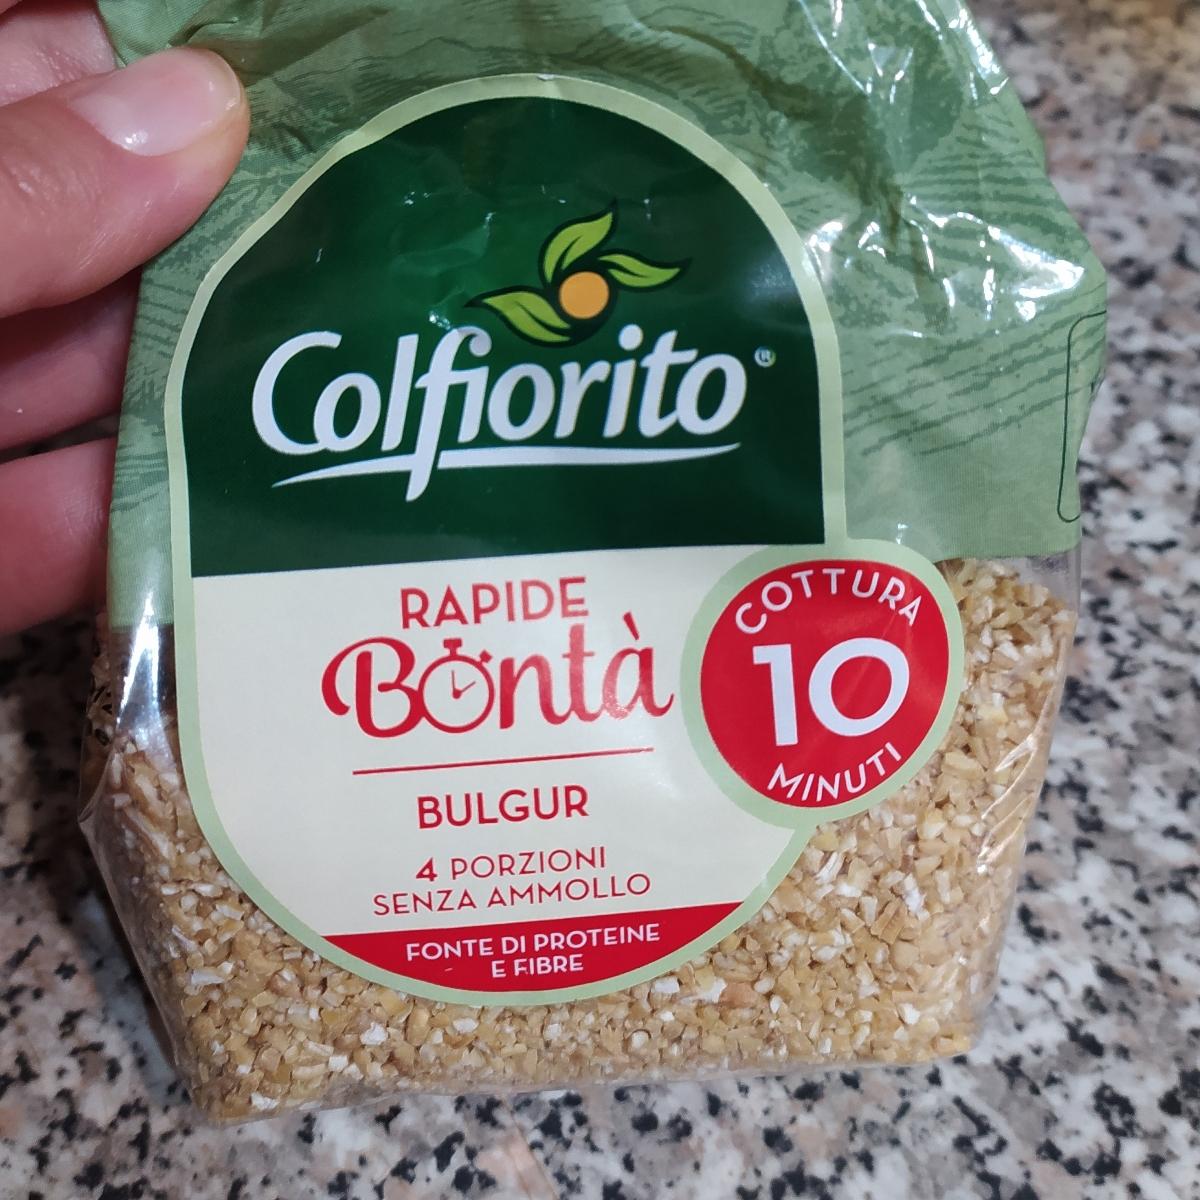 Colfiorito®
RAPIDE
Bontà
BULGUR
4 PORZIONI
SENZA AMMOLLO
FONTE DI PROTEINE
E FIBRE
COTTURA
10
MINUTI